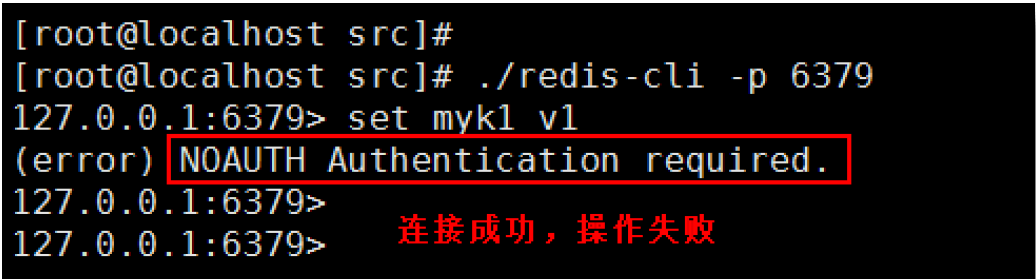 [root@localhost src]#
[root@localhost src]# ./redis-cli -p 6379
127.0.0.1:6379> set myk1 v1
(error) NOAUTH Authentication required.
127.0.0.1:6379>
127.0.0.1:6379>
连接成功，操作失败